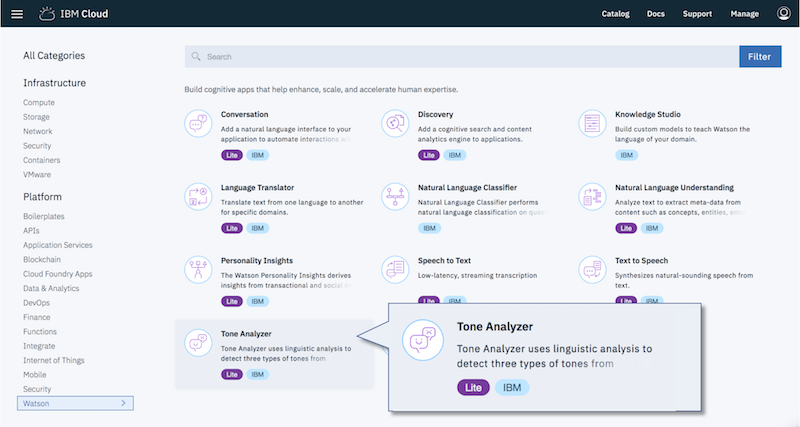 IBM Cloud
Catalog
Docs
Support
Manage
All Categories
Infrastructure
Compute
Storage
Network
Security
Containers
VMware
Platform
Boilerplates
APIs
Application Services
Blockchain
Cloud Foundry Apps
Data & Analytics
DevOps
Finance
Functions
Integrate
Internet of Things
Mobile
Security
Watson
Search
Filter
Build cognitive apps that help enhance, scale, and accelerate human expertise.
Conversation
Add a natural language interface to your
application to automate interactions
Lite
IBM
Discovery
Add a cognitive search and content
analytics engine to applications.
Lite
IBM
Knowledge Studio
Build custom models to teach Watson the
language of your domain.
IBM
Language Translator
Translate text from one language to another
for specific domains.
Lite
IBM
Natural Language Classifier
Natural Language Classifier performs
natural language classification on
IBM
Natural Language Understanding
Analyze text to extract meta-data from
content such as concepts, entities,
Lite
IBM
Personality Insights
The Watson Personality Insights derives
insights from transactional and social
Lite
IBM
Speech to Text
Low-latency, streaming transcription
Lite
IBM
Text to Speech
Synthesizes natural-sounding speech from
text.
Lite
IBM
Tone Analyzer
Tone Analyzer uses linguistic analysis to
detect three types of tones from
Lite
IBM
Tone Analyzer
Tone Analyzer uses linguistic analysis to
detect three types of tones from
Lite
IBM